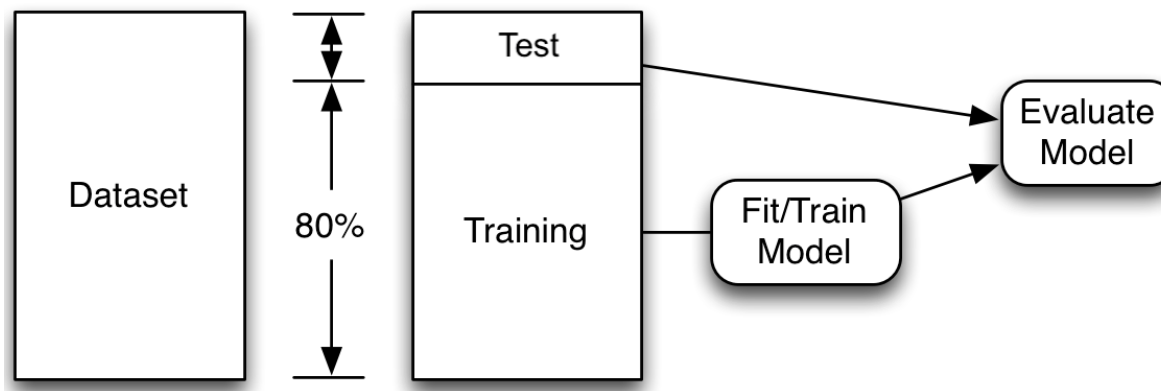 Dataset
80%
Test
Training
Fit/Train
Model
Evaluate
Model